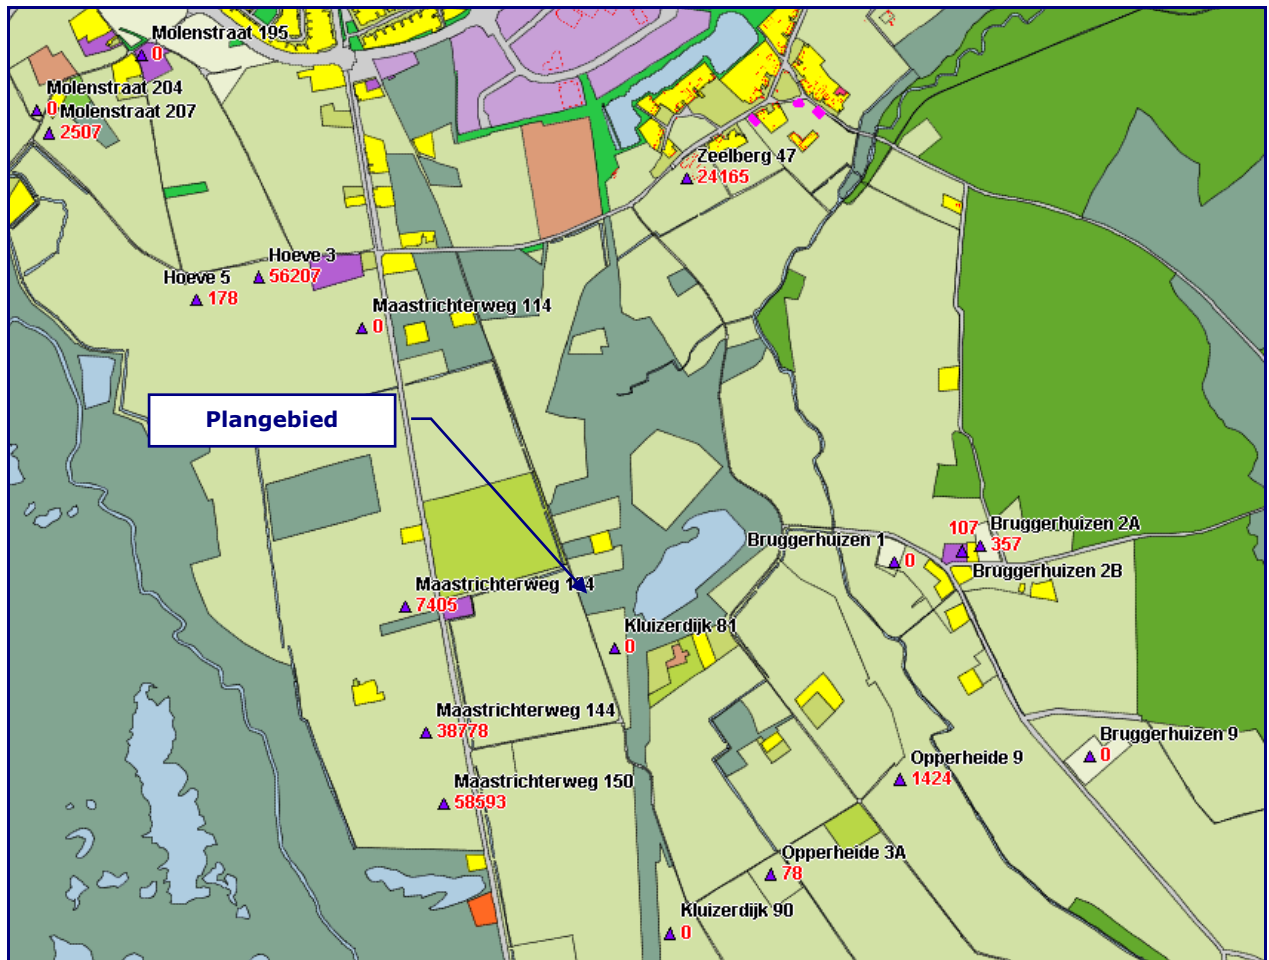 Molenstraat 195
0
Molenstraat 204
0
Molenstraat 207
2507
Zeelberg 47
24165
Hoeve 3
56207
Hoeve 5
178
Maastrichterweg 114
0
Plangebied
107
Bruggerhuizen 2A
357
Bruggerhuizen 1
0
Bruggerhuizen 2B
Maastrichterweg
7405
Kluizerdijk 81
0
Maastrichterweg 144
38778
Bruggerhuizen 9
0
Opperheide 9
1424
Maastrichterweg 150
58593
Opperheide 3A
78
Kluizerdijk 90
0